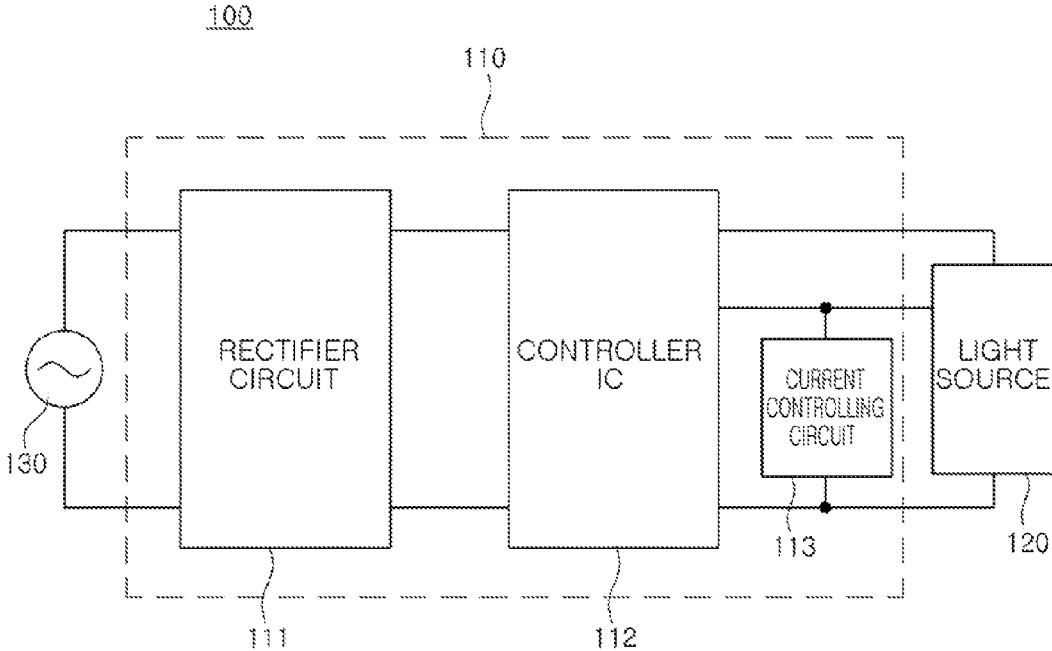 100
110
RECTIFIER
CIRCUIT
CONTROLLER
IC
CURRENT
CONTROLLING
CIRCUIT
LIGHT
SOURCE
130
113
120
111
112